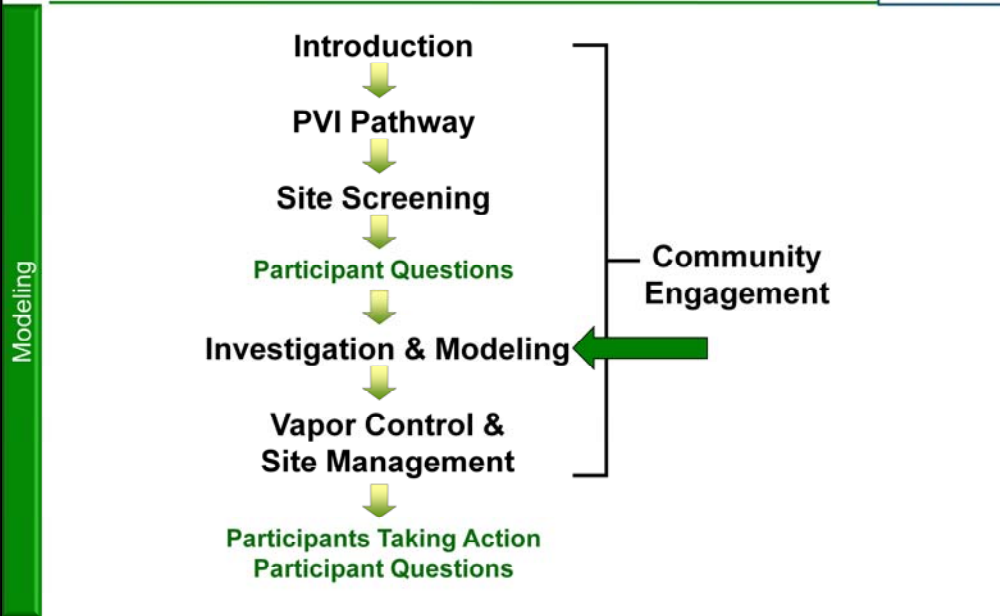 Modeling
Introduction
PVI Pathway
Site Screening
Participant Questions
Investigation & Modeling
Vapor Control &
Site Management
Participants Taking Action
Participant Questions
Community
Engagement